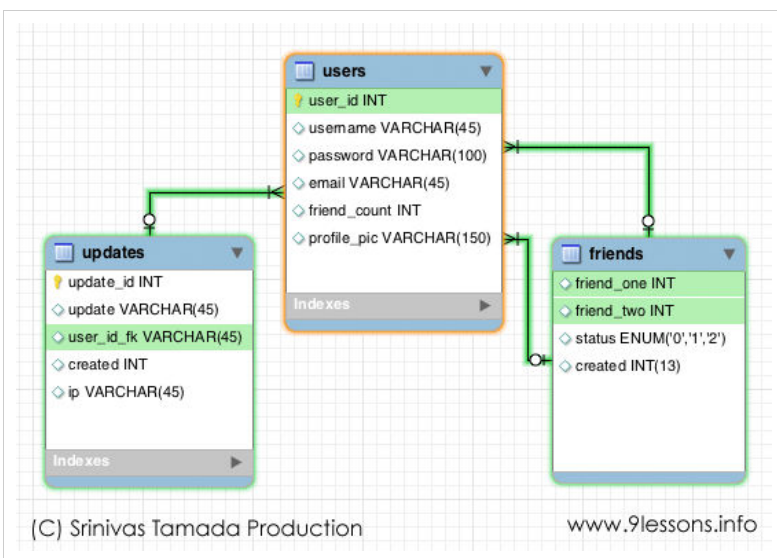 users
user_id INT
username VARCHAR(45)
password VARCHAR(100)
email VARCHAR(45)
friend_count INT
profile_pic VARCHAR(150)
Indexes
updates
update_id INT
update VARCHAR(45)
user_id_fk VARCHAR(45)
created INT
ip VARCHAR(45)
Indexes
friends
friend_one INT
friend_two INT
status ENUM('0','1','2')
created INT(13)
(C) Srinivas Tamada Production
www.9lessons.info